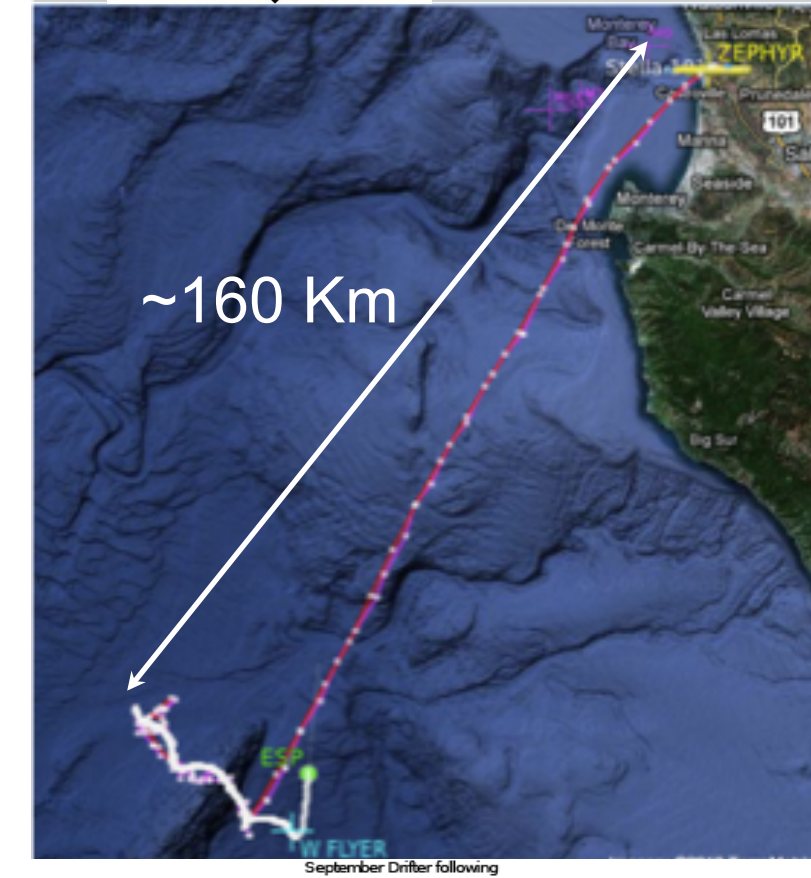 Monterey
Bay
Las Lomas
ZEPHYR
Prunedale
101
Marina
Seaside
Monterey
Del Monte
Forest
Carmel-By-The-Sea
Carmel
Valley Village
~160 Km
Big Sur
ESP
W FLYER
September Drifter following